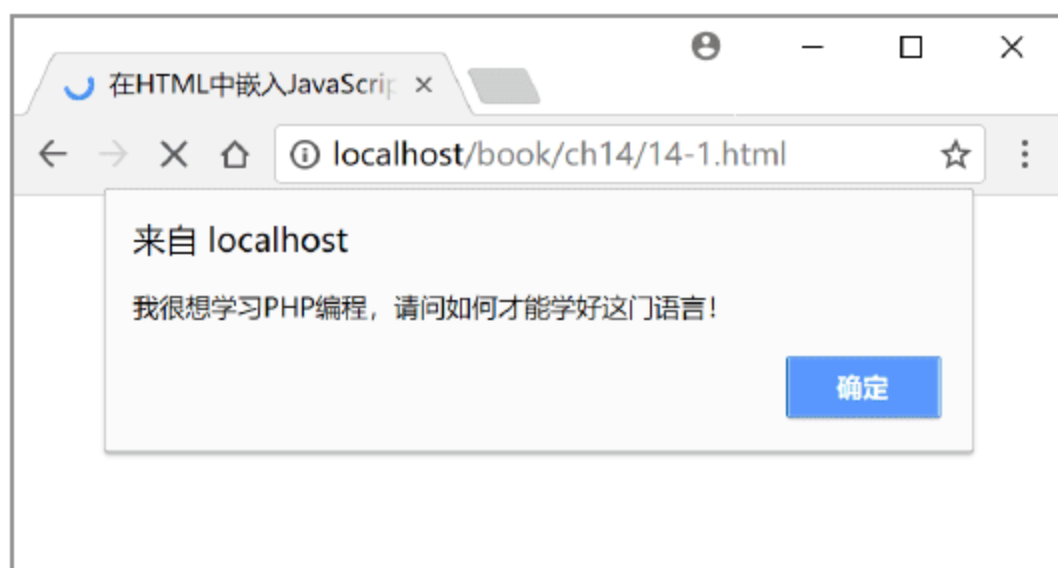 在HTML中嵌入JavaScrip
localhost/book/ch14/14-1.html
来自 localhost
我很想学习PHP编程，请问如何才能学好这门语言！
确定